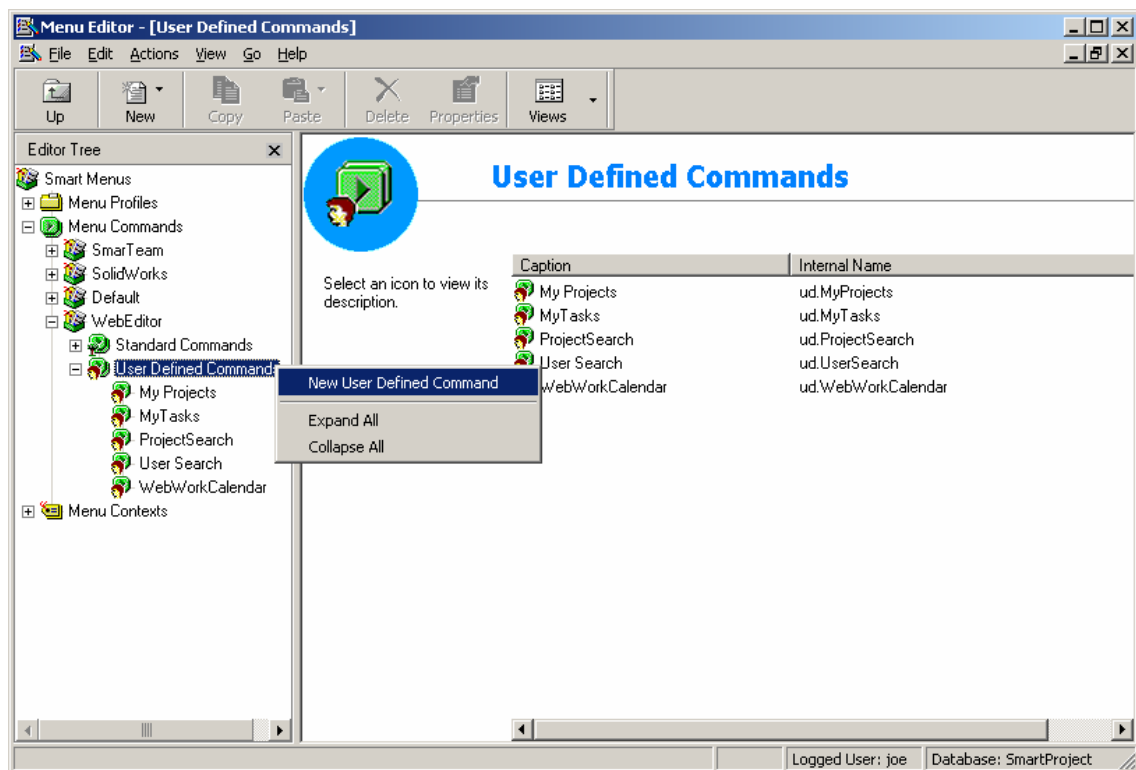 Menu Editor - [User Defined Commands]
File Edit Actions View Go Help
Up New Copy Paste Delete Properties Views
Editor Tree
Smart Menus
Menu Profiles
Menu Commands
SmarTeam
SolidWorks
Default
WebEditor
Standard Commands
User Defined Command
My Projects
MyTasks
ProjectSearch
User Search
WebWorkCalendar
Menu Contexts
New User Defined Command
Expand All
Collapse All
User Defined Commands
Select an icon to view its
description.
Caption Internal Name
My Projects ud.MyProjects
MyTasks ud.MyTasks
ProjectSearch ud.ProjectSearch
User Search ud.UserSearch
WebWorkCalendar ud.WebWorkCalendar
Logged User: joe Database: SmartProject